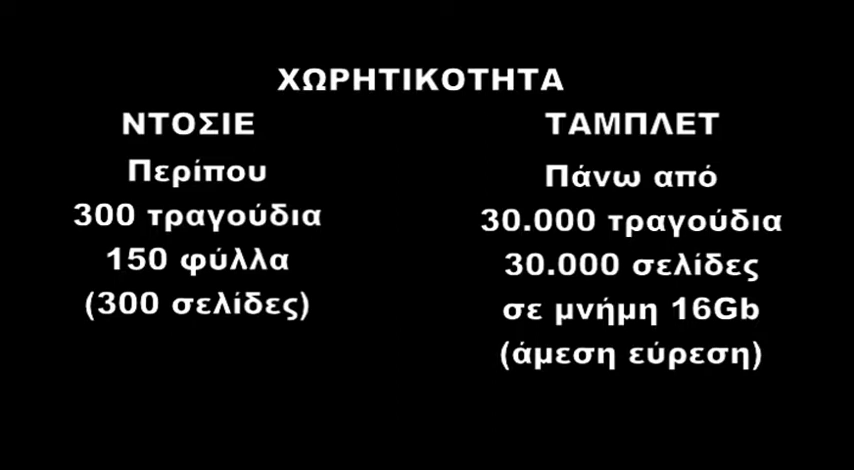 ΧΩΡΗΤΙΚΟΤΗΤΑ
ΝΤΟΣΙΕ
Περίπου
300 τραγούδια
150 φύλλα
(300 σελίδες)
ΤΑΜΠΛΕΤ
Πάνω από
30.000 τραγούδια
30.000 σελίδες
σε μνήμη 16Gb
(άμεση εύρεση)